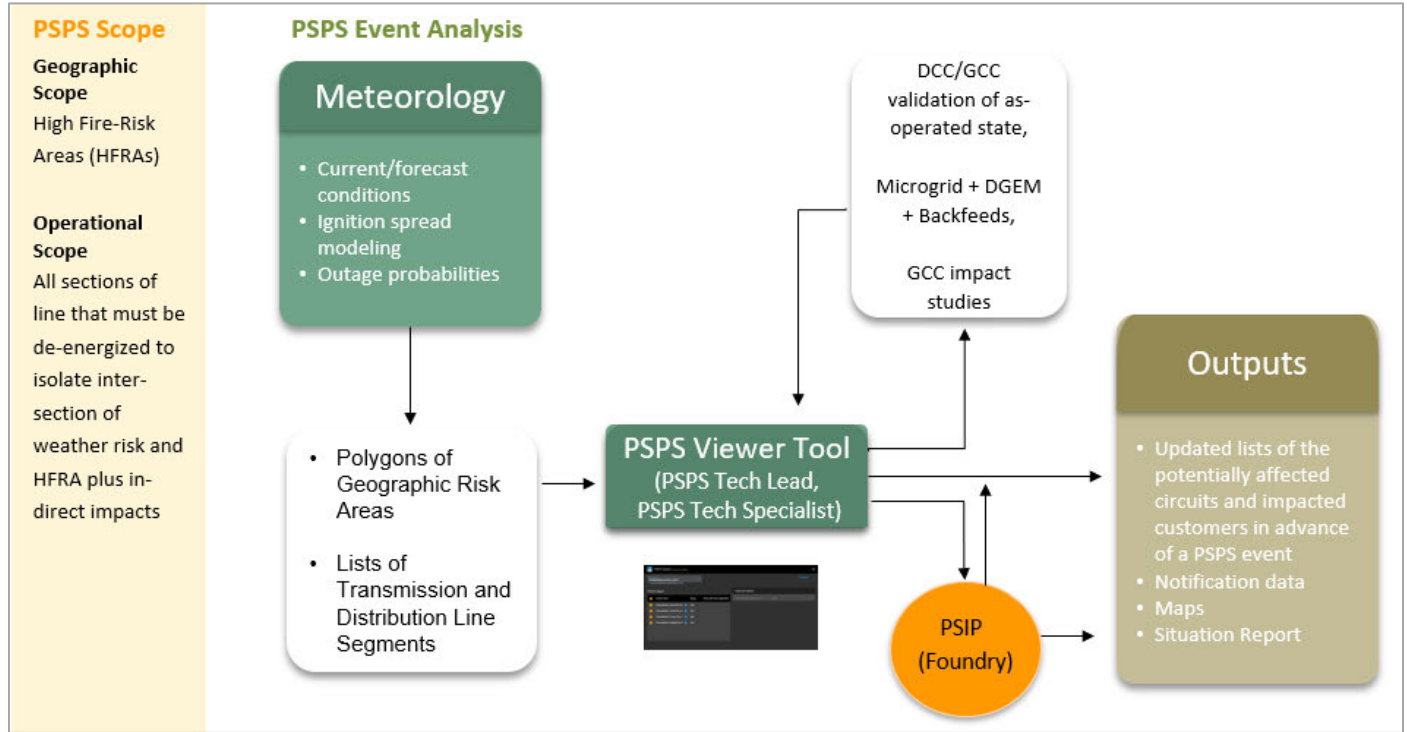 PSPS Scope
Geographic
Scope
High Fire-Risk
Areas (HFRAs)
Operational
Scope
All sections of
line that must be
de-energized to
isolate inter-
section of
weather risk and
HFRA plus in-
direct impacts
PSPS Event Analysis
Meteorology
• Current/forecast
conditions
• Ignition spread
modeling
• Outage probabilities
• Polygons of
Geographic Risk
Areas
• Lists of
Transmission and
Distribution Line
Segments
PSPS Viewer Tool
(PSPS Tech Lead,
PSPS Tech Specialist)
DCC/GCC
validation of as-
operated state,
Microgrid + DGEM
+ Backfeeds,
GCC impact
studies
PSIP
(Foundry)
Outputs
• Updated lists of the
potentially affected
circuits and impacted
customers in advance
of a PSPS event
• Notification data
• Maps
• Situation Report